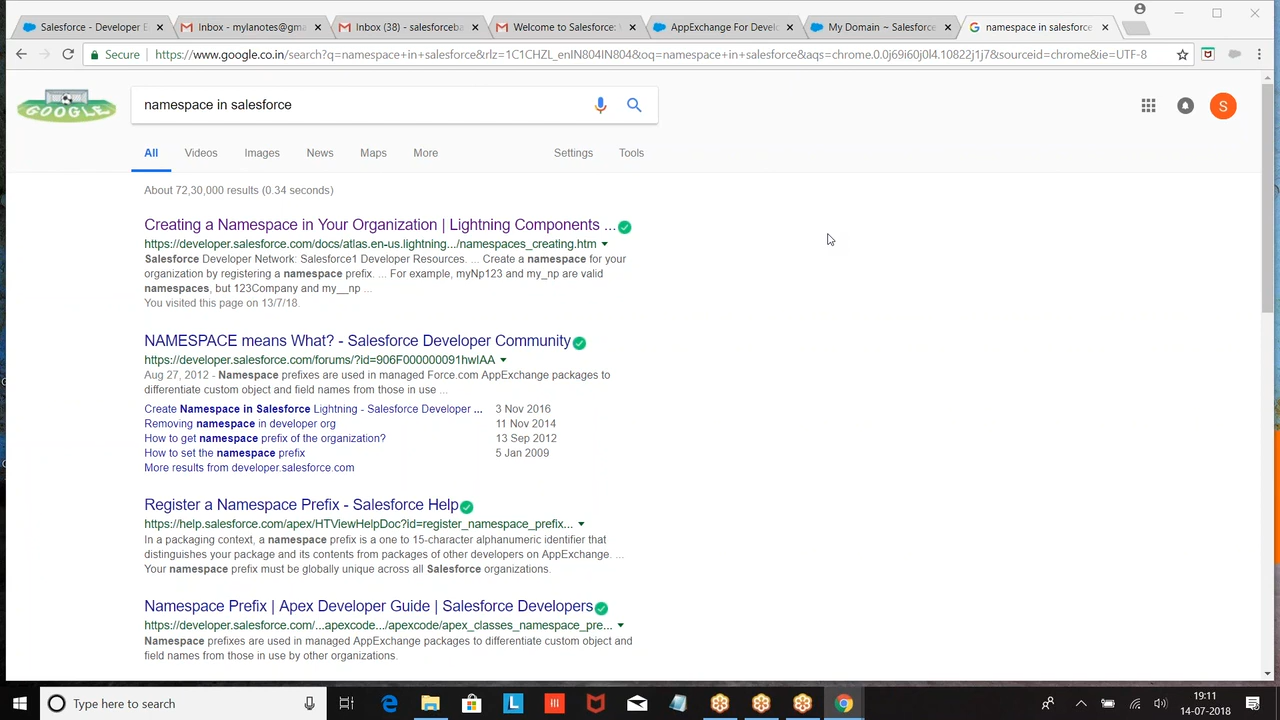 Salesforce - Developer E
Inbox - mylanotes@gma
Inbox (38) - salesforceba
Welcome to Salesforce:
AppExchange For Devel
My Domain ~ Salesforce
namespace in salesforce
Secure
https://www.google.co.in/search?q=namespace+in+salesforce&rlz=1C1CHZL_enIN804IN804&oq=namespace+in+salesforce&aqs=chrome.0.0j69i60j0l4.10822j1j7&sourceid=chrome&ie=UTF-8
GOOGLE
namespace in salesforce
S
All
Videos
Images
News
Maps
More
Settings
Tools
About 72,30,000 results (0.34 seconds)
Creating a Namespace in Your Organization | Lightning Components ...
https://developer.salesforce.com/docs/atlas.en-us.lightning.../namespaces_creating.htm
Salesforce Developer Network: Salesforce1 Developer Resources. ... Create a namespace for your
organization by registering a namespace prefix. ... For example, myNp123 and my_np are valid
namespaces, but 123Company and my__np ...
You visited this page on 13/7/18.
NAMESPACE means What? - Salesforce Developer Community
https://developer.salesforce.com/forums/?id=906F000000091hwIAA
Aug 27, 2012 - Namespace prefixes are used in managed Force.com AppExchange packages to
differentiate custom object and field names from those in use ...
Create Namespace in Salesforce Lightning - Salesforce Developer ... 3 Nov 2016
Removing namespace in developer org 11 Nov 2014
How to get namespace prefix of the organization? 13 Sep 2012
How to set the namespace prefix 5 Jan 2009
More results from developer.salesforce.com
Register a Namespace Prefix - Salesforce Help
https://help.salesforce.com/apex/HTViewHelpDoc?id=register_namespace_prefix...
In a packaging context, a namespace prefix is a one to 15-character alphanumeric identifier that
distinguishes your package and its contents from packages of other developers on AppExchange. ...
Your namespace prefix must be globally unique across all Salesforce organizations.
Namespace Prefix | Apex Developer Guide | Salesforce Developers
https://developer.salesforce.com/...apexcode.../apexcode/apex_classes_namespace_pre...
Namespace prefixes are used in managed AppExchange packages to differentiate custom object and
field names from those in use by other organizations.
Type here to search
L
19:11
14-07-2018